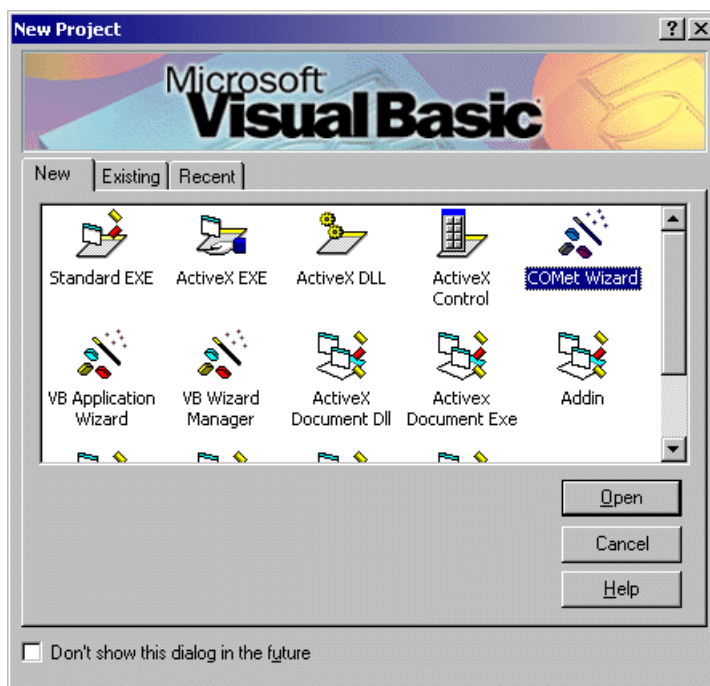 New Project
Microsoft
Visual Basic
New
Existing
Recent
Standard EXE
ActiveX EXE
ActiveX DLL
ActiveX
Control
COMet Wizard
VB Application
Wizard
VB Wizard
Manager
ActiveX
Document Dll
Activex
Document Exe
Addin
Open
Cancel
Help
Don't show this dialog in the future